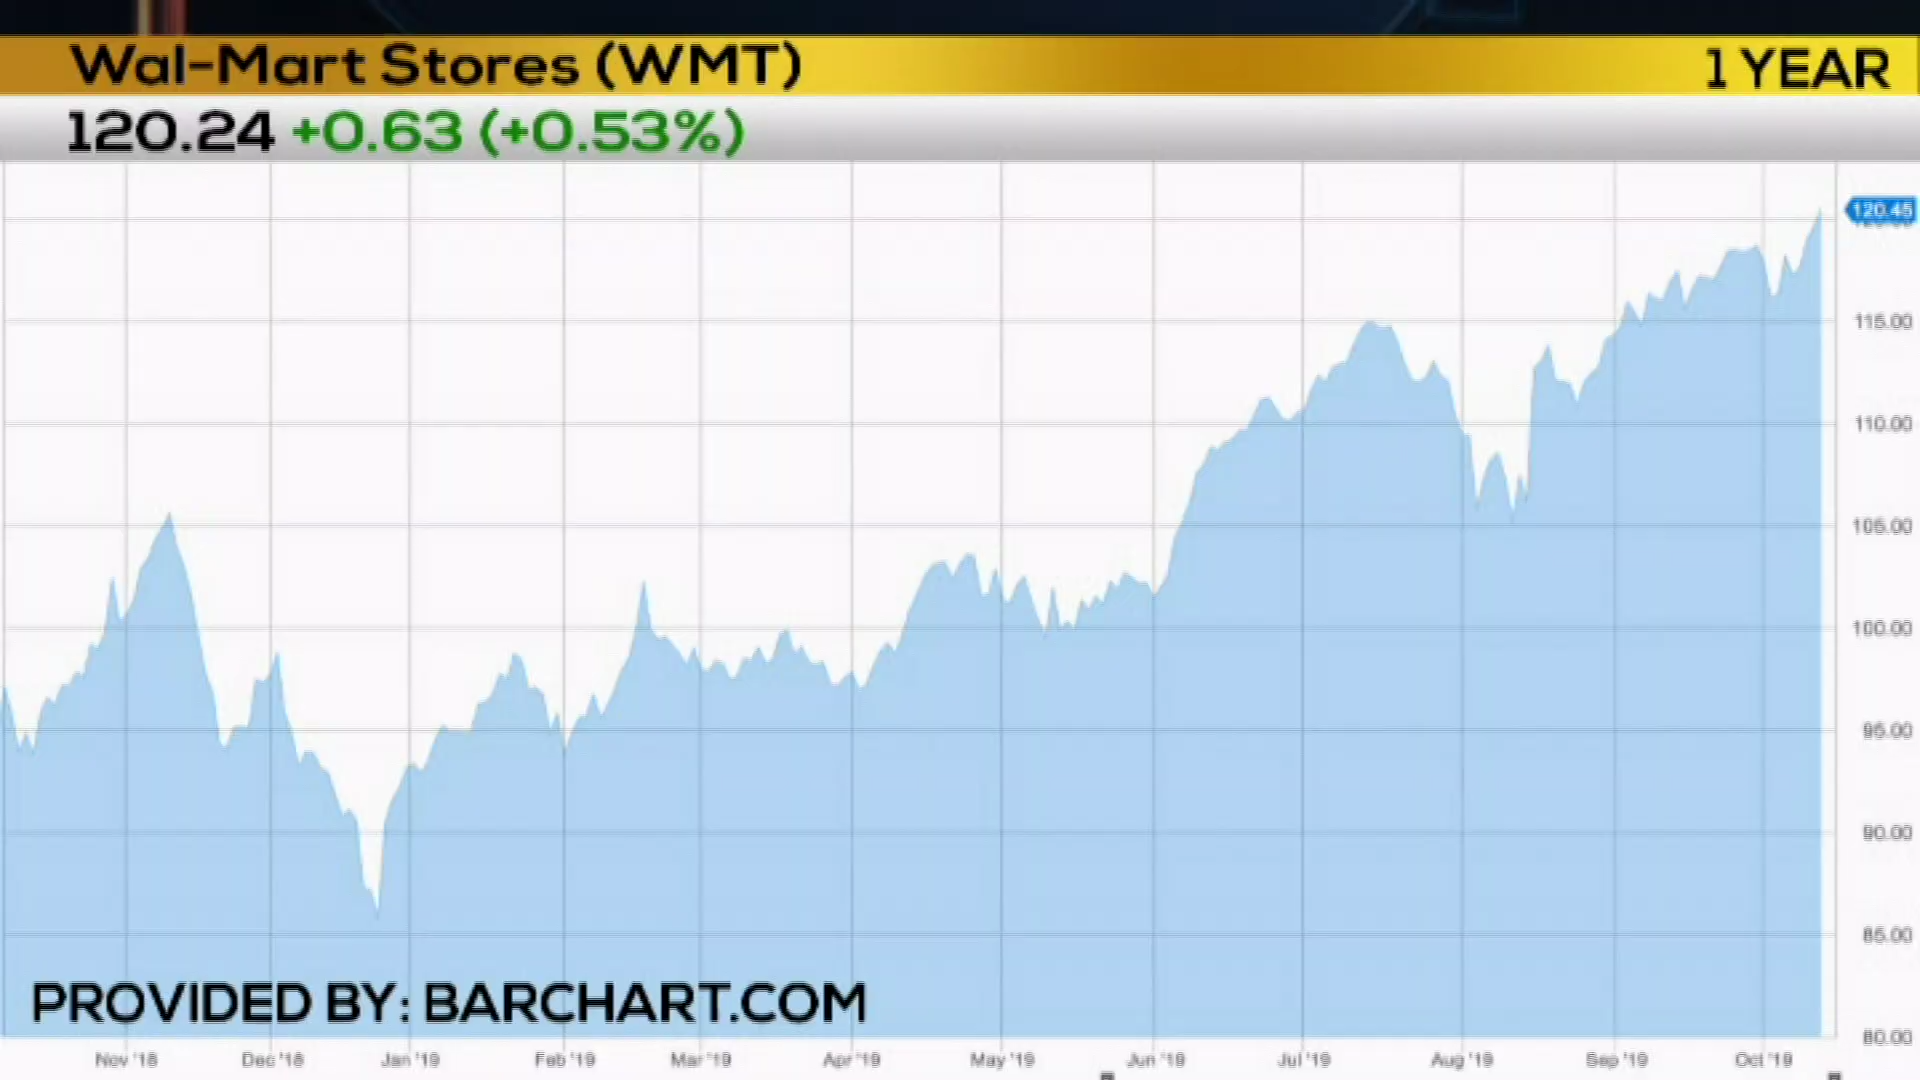 Wal-Mart Stores (WMT) 1 YEAR
120.24 +0.63 (+0.53%)
120.45
115.00
110.00
105.00
100.00
95.00
90.00
85.00
PROVIDED BY: BARCHART.COM
80.00
Nov '18 Dec '18 Jan '19 Feb '19 Mar '19 Apr '19 May '19 Jun '19 Jul '19 Aug '19 Sep '19 Oct '19